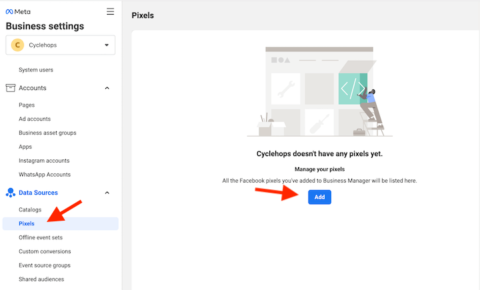 Meta
Business settings
C
Cyclehops
System users
Accounts
Pages
Ad accounts
Business asset groups
Apps
Instagram accounts
WhatsApp Accounts
Data Sources
Catalogs
Pixels
Offline event sets
Custom conversions
Event source groups
Shared audiences
Pixels
</>
Cyclehops doesn't have any pixels yet.
Manage your pixels
All the Facebook pixels you've added to Business Manager will be listed here.
Add